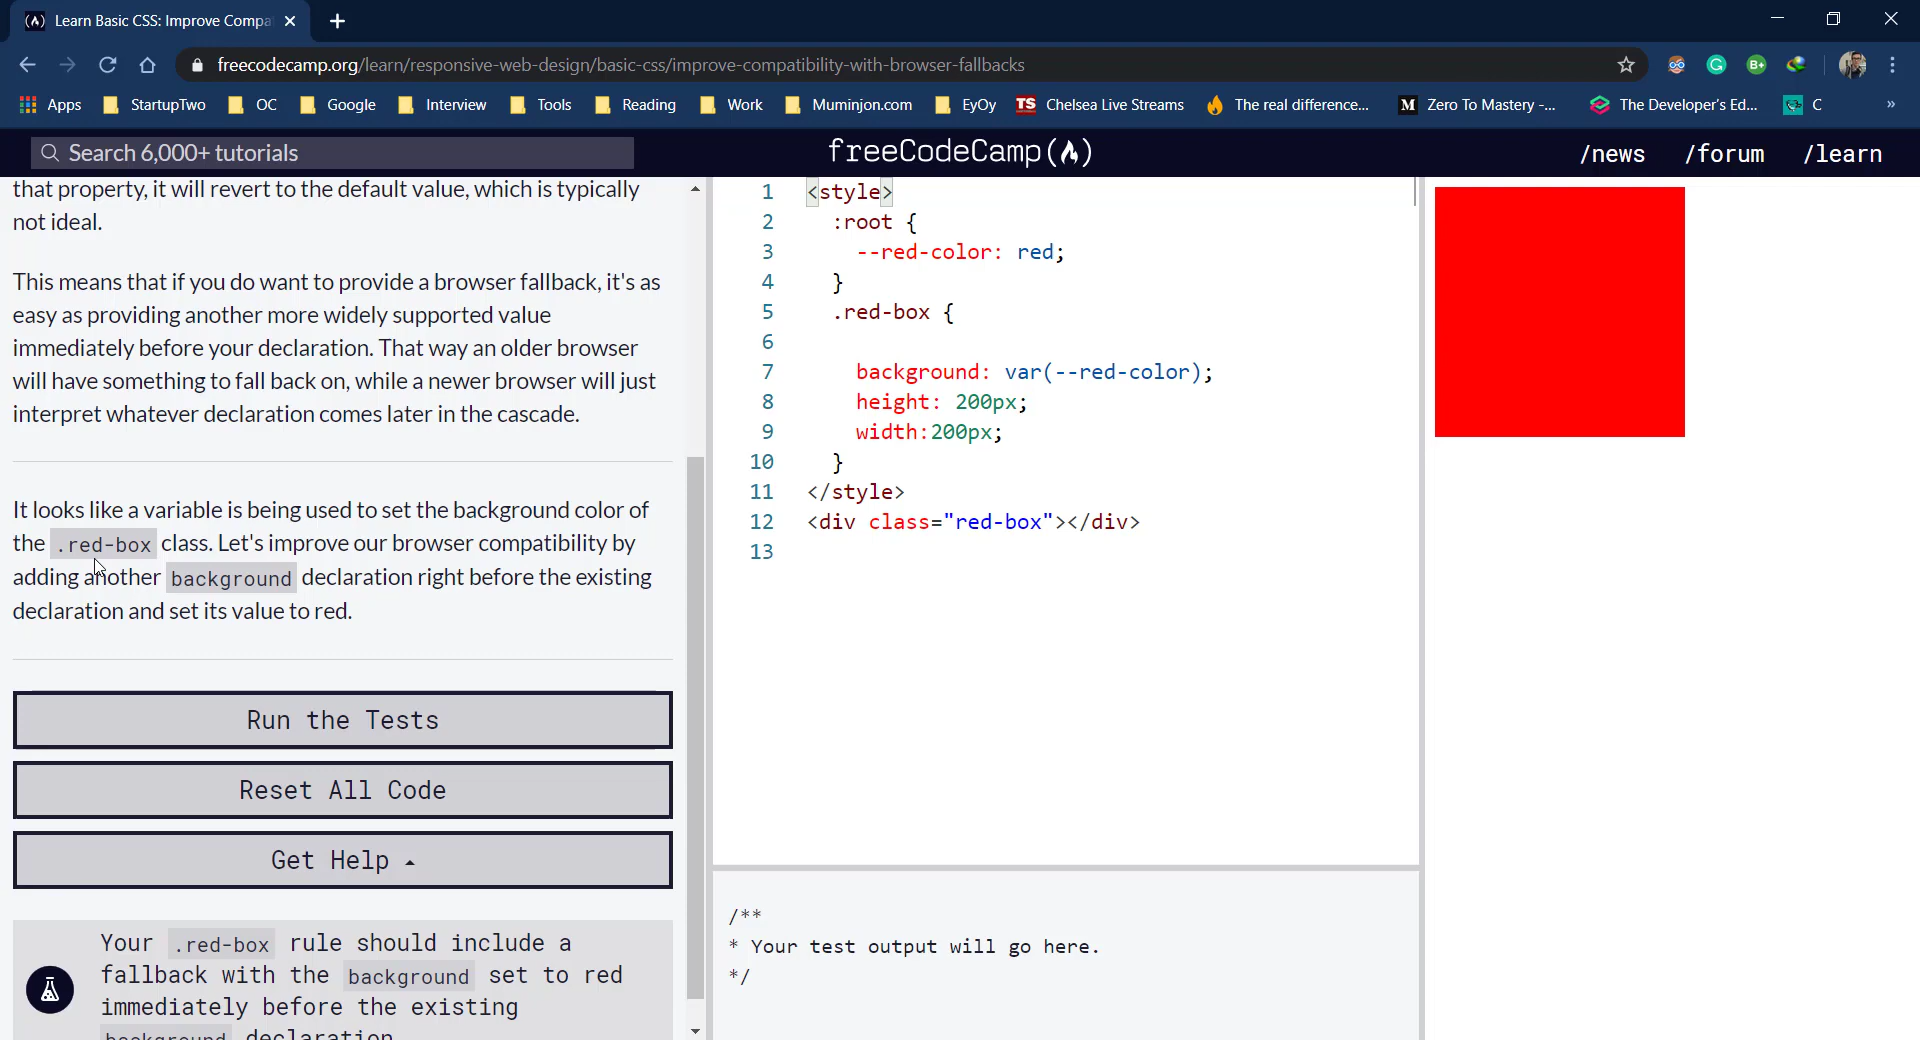 Learn Basic CSS: Improve Compa
freecodecamp.org/learn/responsive-web-design/basic-css/improve-compatibility-with-browser-fallbacks
Apps StartupTwo OC Google Interview Tools Reading Work Muminjon.com EyOy TS Chelsea Live Streams The real difference... M Zero To Mastery -... The Developer's Ed... C »
Search 6,000+ tutorials
freeCodeCamp
/news /forum /learn
that property, it will revert to the default value, which is typically
not ideal.
This means that if you do want to provide a browser fallback, it's as
easy as providing another more widely supported value
immediately before your declaration. That way an older browser
will have something to fall back on, while a newer browser will just
interpret whatever declaration comes later in the cascade.
It looks like a variable is being used to set the background color of
the .red-box class. Let's improve our browser compatibility by
adding another background declaration right before the existing
declaration and set its value to red.
Run the Tests
Reset All Code
Get Help
Your .red-box rule should include a
fallback with the background set to red
immediately before the existing
background declaration
1 <style>
2 :root {
3 --red-color: red;
4 }
5 .red-box {
6
7 background: var(--red-color);
8 height: 200px;
9 width:200px;
10 }
11 </style>
12 <div class="red-box"></div>
13
/**
* Your test output will go here.
*/